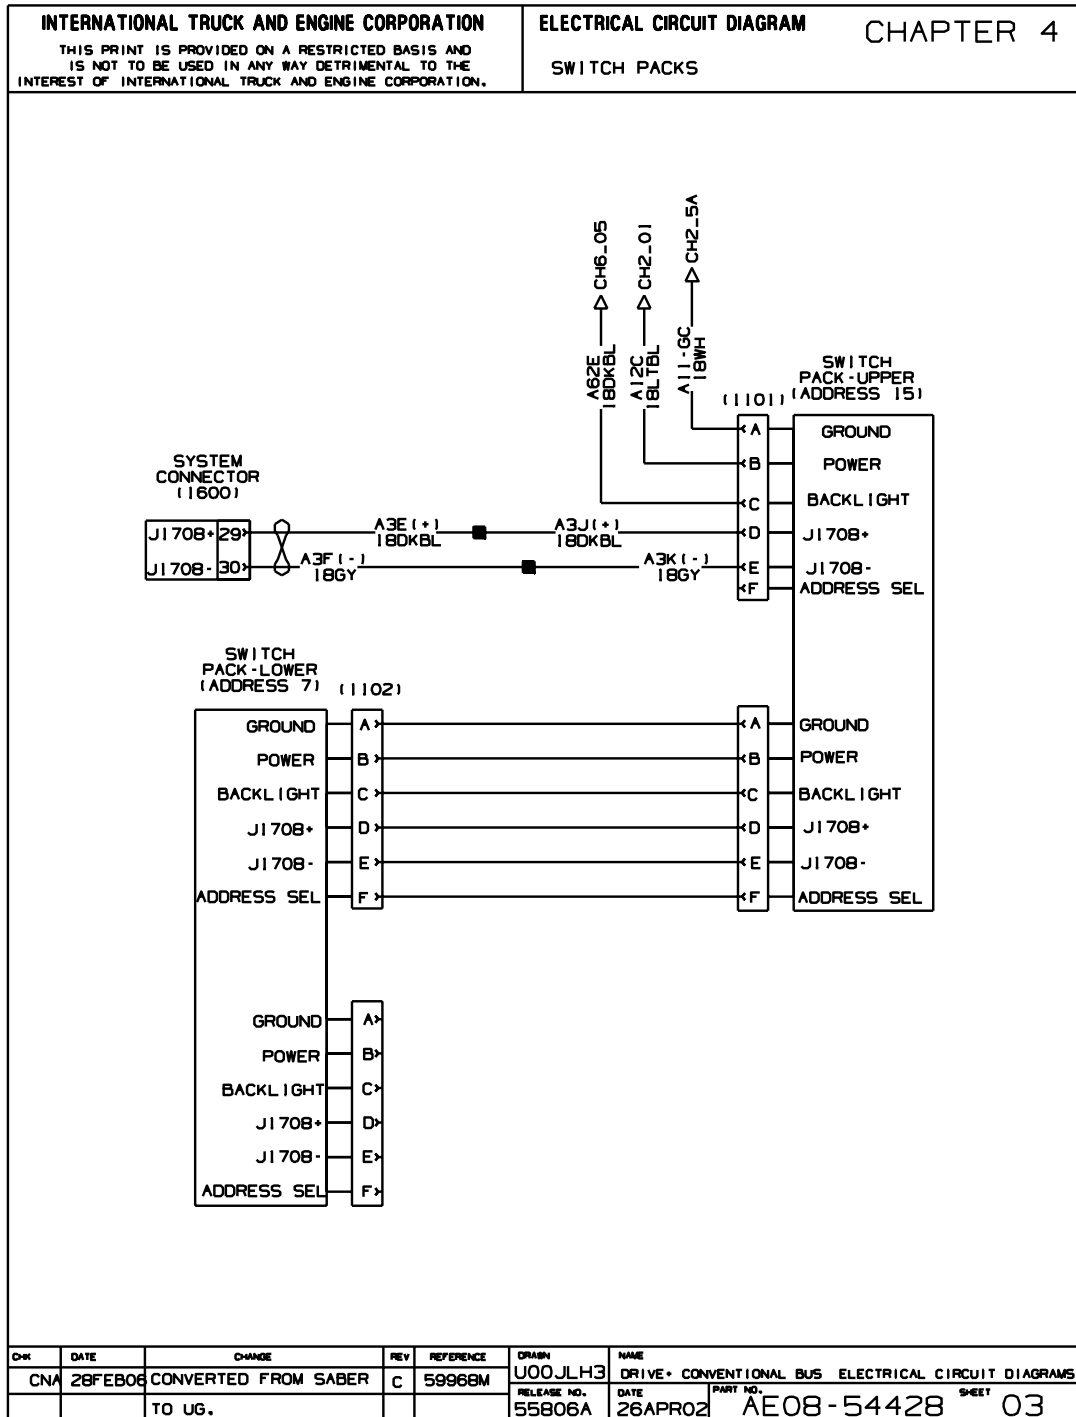 INTERNATIONAL TRUCK AND ENGINE CORPORATION
THIS PRINT IS PROVIDED ON A RESTRICTED BASIS AND
IS NOT TO BE USED IN ANY WAY DETRIMENTAL TO THE
INTEREST OF INTERNATIONAL TRUCK AND ENGINE CORPORATION.
ELECTRICAL CIRCUIT DIAGRAM
CHAPTER 4
SWITCH PACKS
CH6_05
CH2_01
CH2_5A
A62E
18DKBL
A12C
18LTBL
A11-GC
18WH
SWITCH
PACK-UPPER
(ADDRESS 15)
(1101)
A GROUND
B POWER
C BACKLIGHT
D J1708+
E J1708-
F ADDRESS SEL
SYSTEM
CONNECTOR
(1600)
J1708+ 29
J1708- 30
A3E(+)
18DKBL
A3J(+)
18DKBL
A3F(-)
18GY
A3K(-)
18GY
SWITCH
PACK-LOWER
(ADDRESS 7)
(1102)
GROUND A A GROUND
POWER B B POWER
BACKLIGHT C C BACKLIGHT
J1708+ D D J1708+
J1708- E E J1708-
ADDRESS SEL F F ADDRESS SEL
GROUND A
POWER B
BACKLIGHT C
J1708+ D
J1708- E
ADDRESS SEL F
CHK DATE CHANGE REV REFERENCE
CNA 28FEB06 CONVERTED FROM SABER C 59968M
TO UG.
DRAWN
U00JLH3
NAME
DRIVE+ CONVENTIONAL BUS ELECTRICAL CIRCUIT DIAGRAMS
RELEASE NO.
55806A
DATE
26APR02
PART NO.
AE08-54428
SHEET
03